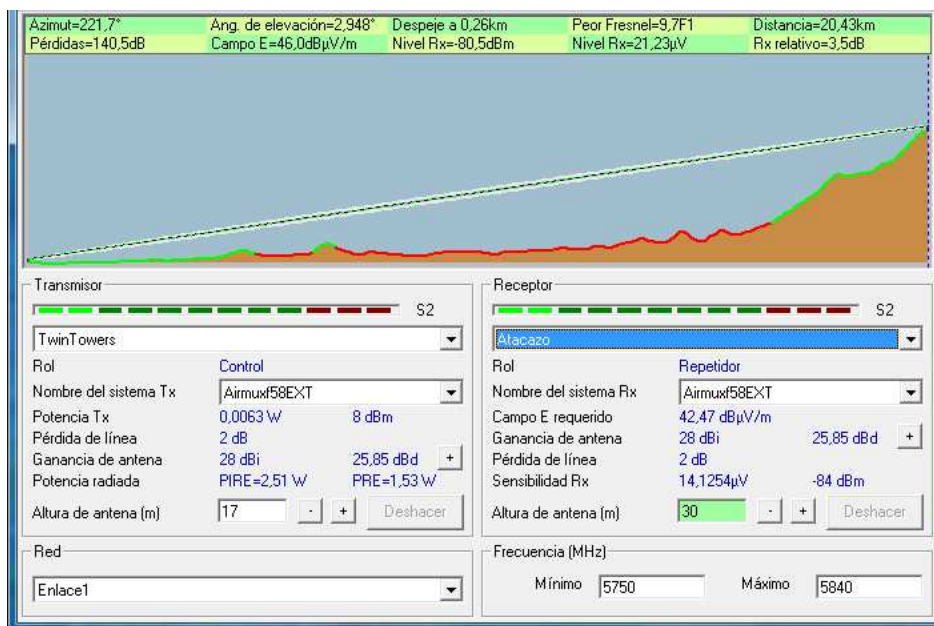 Azimut=221,7° Ang. de elevación=2,948° Despeje a 0,26km Peor Fresnel=9,7F1 Distancia=20,43km
Pérdidas=140,5dB Campo E=46,0dBµV/m Nivel Rx=-80,5dBm Nivel Rx=21,23µV Rx relativo=3,5dB
Transmisor
S2
TwinTowers
Rol Control
Nombre del sistema Tx Airmuxf58EXT
Potencia Tx 0,0063 W 8 dBm
Pérdida de línea 2 dB
Ganancia de antena 28 dBi 25,85 dBd +
Potencia radiada PIRE=2,51 W PRE=1,53 W
Altura de antena (m) 17 - + Deshacer
Red
Enlace1
Receptor
S2
Atacazo
Rol Repetidor
Nombre del sistema Rx Airmuxf58EXT
Campo E requerido 42,47 dBµV/m
Ganancia de antena 28 dBi 25,85 dBd +
Pérdida de línea 2 dB
Sensibilidad Rx 14,1254µV -84 dBm
Altura de antena (m) 30 - + Deshacer
Frecuencia (MHz)
Mínimo 5750 Máximo 5840